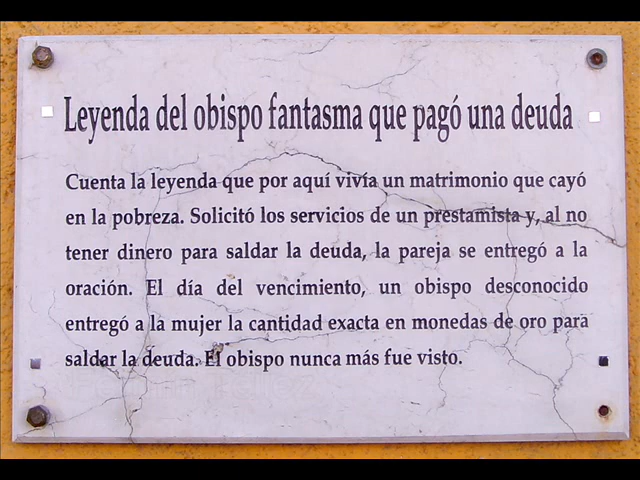 Leyenda del obispo fantasma que pagó una deuda
Cuenta la leyenda que por aquí vivía un matrimonio que cayó
en la pobreza. Solicitó los servicios de un prestamista y, al no
tener dinero para saldar la deuda, la pareja se entregó a la
oración. El día del vencimiento, un obispo desconocido
entregó a la mujer la cantidad exacta en monedas de oro para
saldar la deuda. El obispo nunca más fue visto.